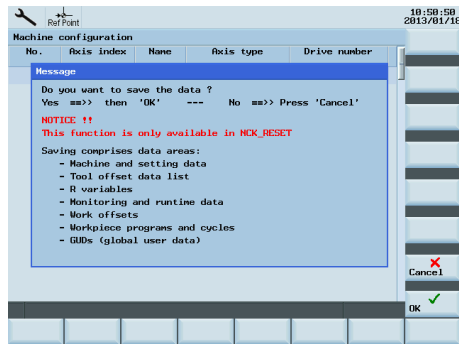 Ref Point
10:50:50
2013/01/18
Machine configuration
No. Axis index Name Axis type Drive number
Message
Do you want to save the data ?
Yes ==>> then 'OK' --- No ==>> Press 'Cancel'
NOTICE !!
This function is only available in NCK_RESET
Saving comprises data areas:
- Machine and setting data
- Tool offset data list
- R variables
- Monitoring and runtime data
- Work offsets
- Workpiece programs and cycles
- GUDs (global user data)
Cancel
OK